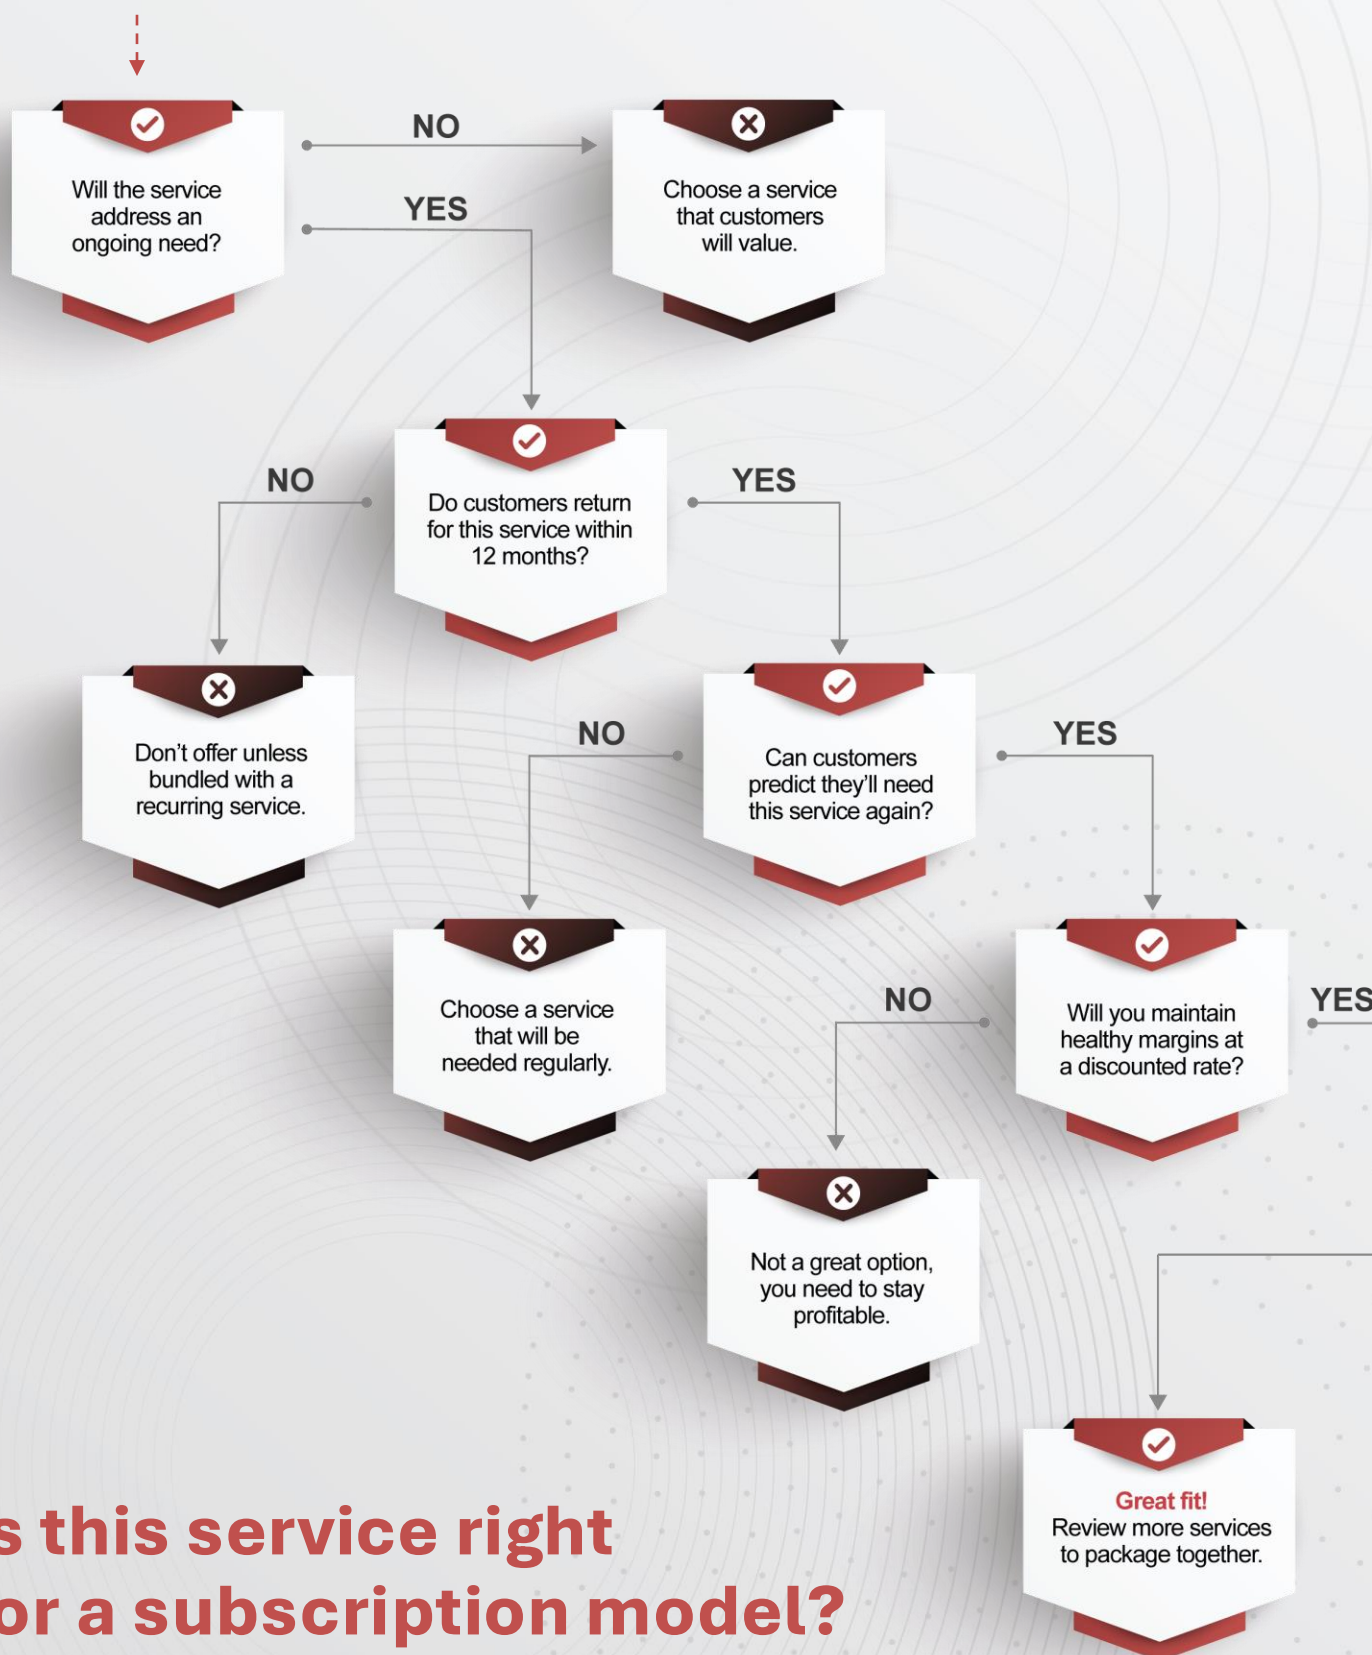 NO
Will the service
address an
ongoing need?
YES
Choose a service
that customers
will value.
NO
Do customers return
for this service within
12 months?
YES
Don't offer unless
bundled with a
recurring service.
NO
Can customers
predict they'll need
this service again?
YES
Choose a service
that will be
needed regularly.
NO
Will you maintain
healthy margins at
a discounted rate?
YES
Not a great option,
you need to stay
profitable.
Great fit!
Review more services
to package together.
s this service right
or a subscription model?